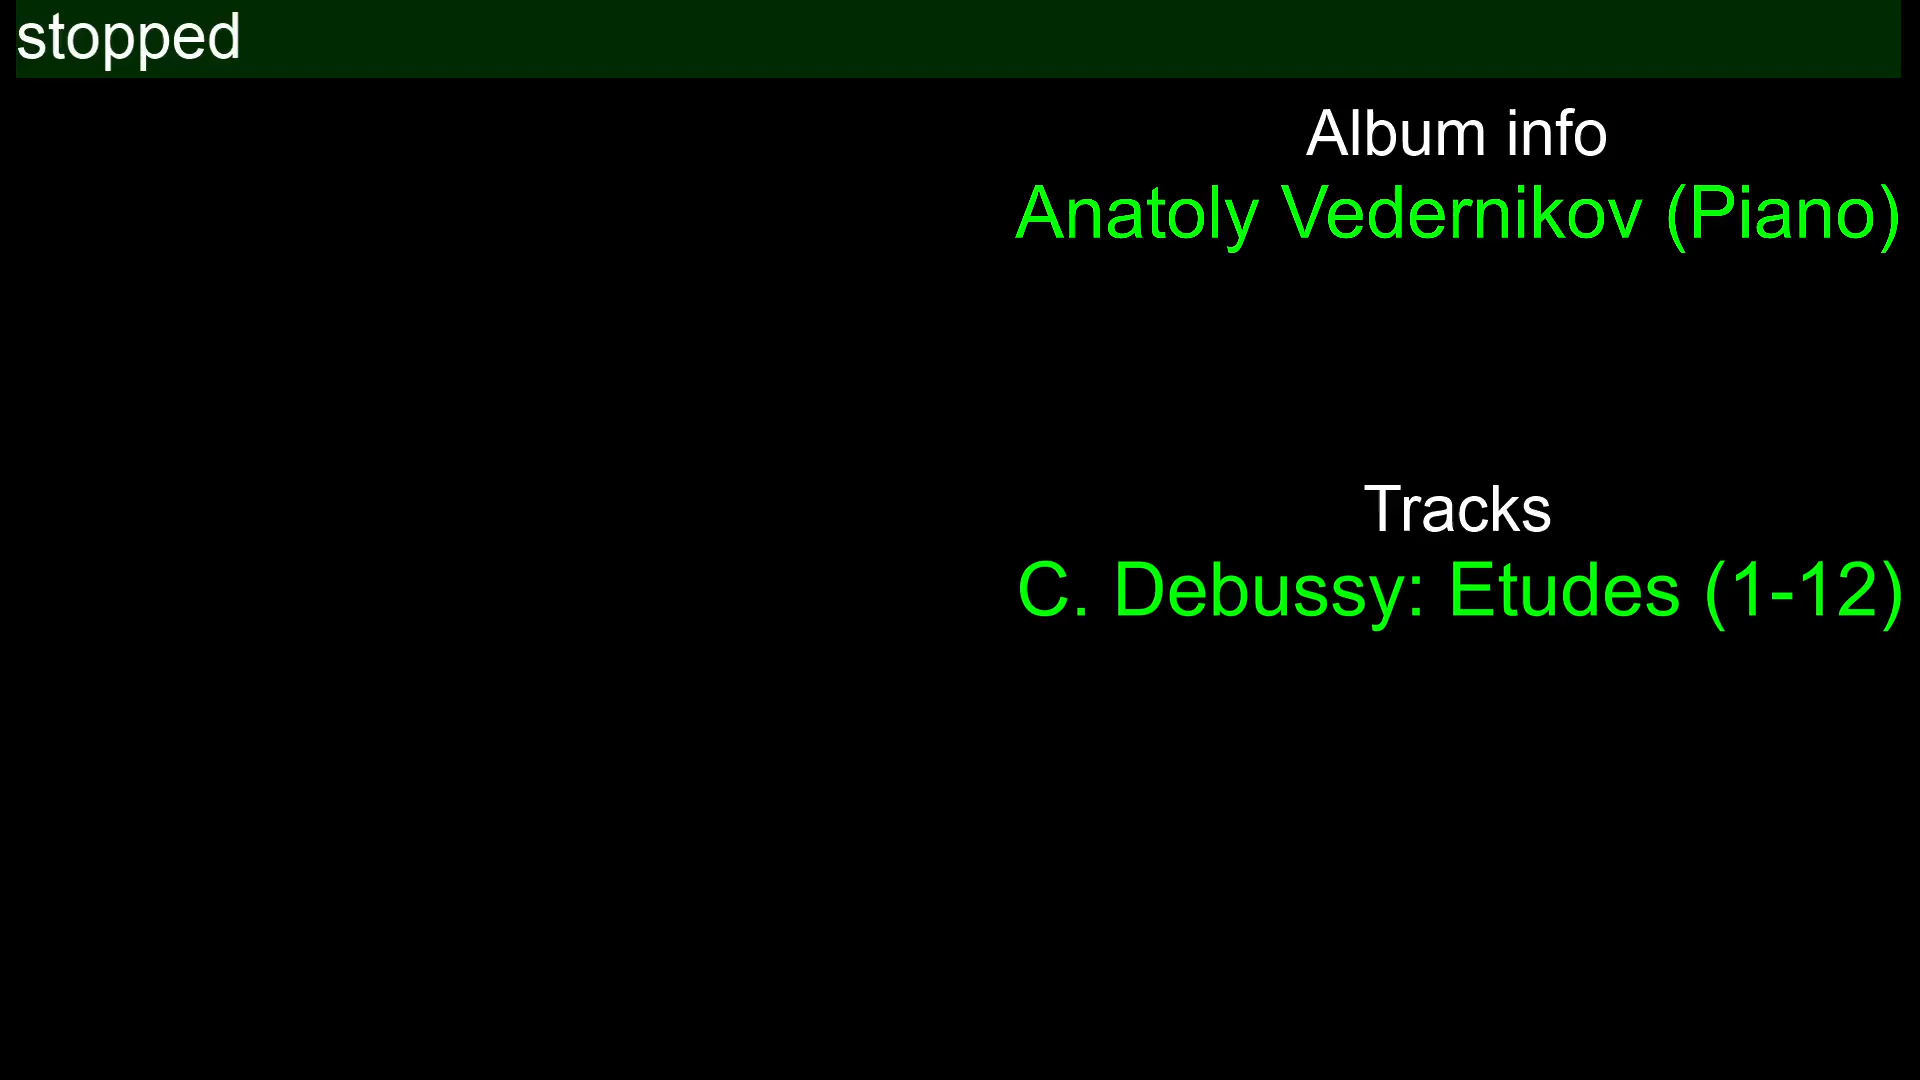 stopped
Album info
Anatoly Vedernikov (Piano)
Tracks
C. Debussy: Etudes (1-12)